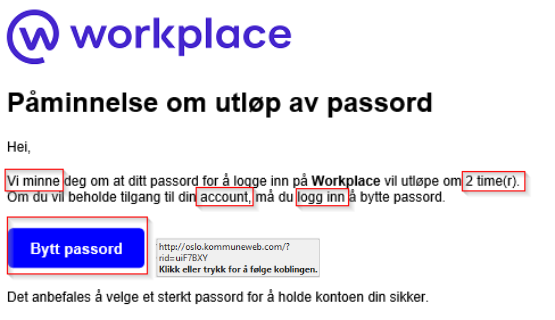 workplace
Påminnelse om utløp av passord
Hei,
Vi minne deg om at ditt passord for å logge inn på Workplace vil utløpe om 2 time(r).
Om du vil beholde tilgang til din account, må du logg inn å bytte passord.
Bytt passord
http://oslo.kommuneweb.com/?
rid=uiF7BXY
Klikk eller trykk for å følge koblingen.
Det anbefales å velge et sterkt passord for å holde kontoen din sikker.